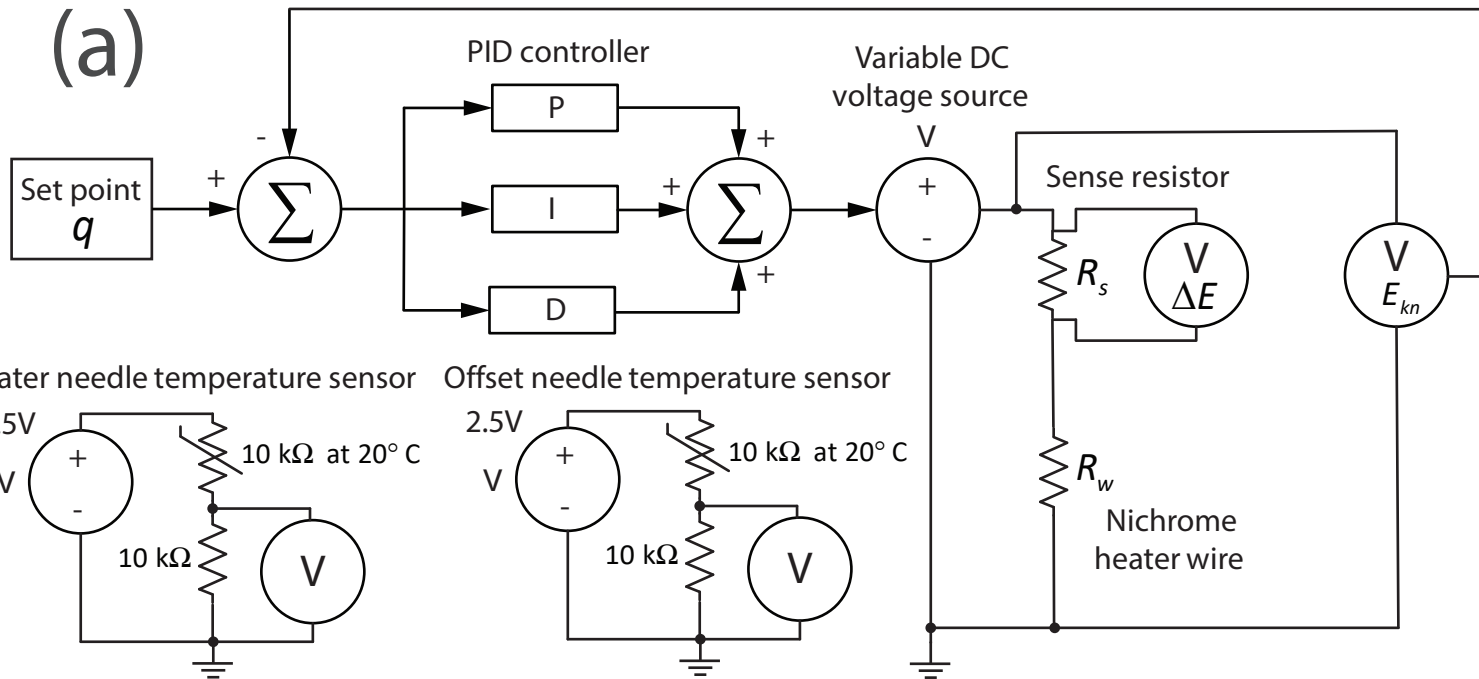 (a)
PID controller
P
Variable DC
voltage source
V
-
+
Set point
q
+
Σ
I
+
Σ
+
-
Sense resistor
R_s
V
ΔE
V
E_kn
D
+
ater needle temperature sensor
5V
V
+
-
10 kΩ at 20° C
10 kΩ
V
Offset needle temperature sensor
2.5V
V
+
-
10 kΩ at 20° C
10 kΩ
V
R_w
Nichrome
heater wire